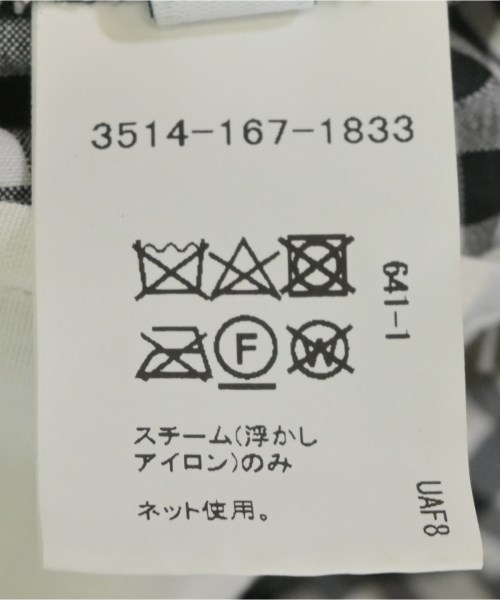 3514-167-1833
641-1
F
W
スチーム(浮かし
アイロン)のみ
ネット使用。
UAF8